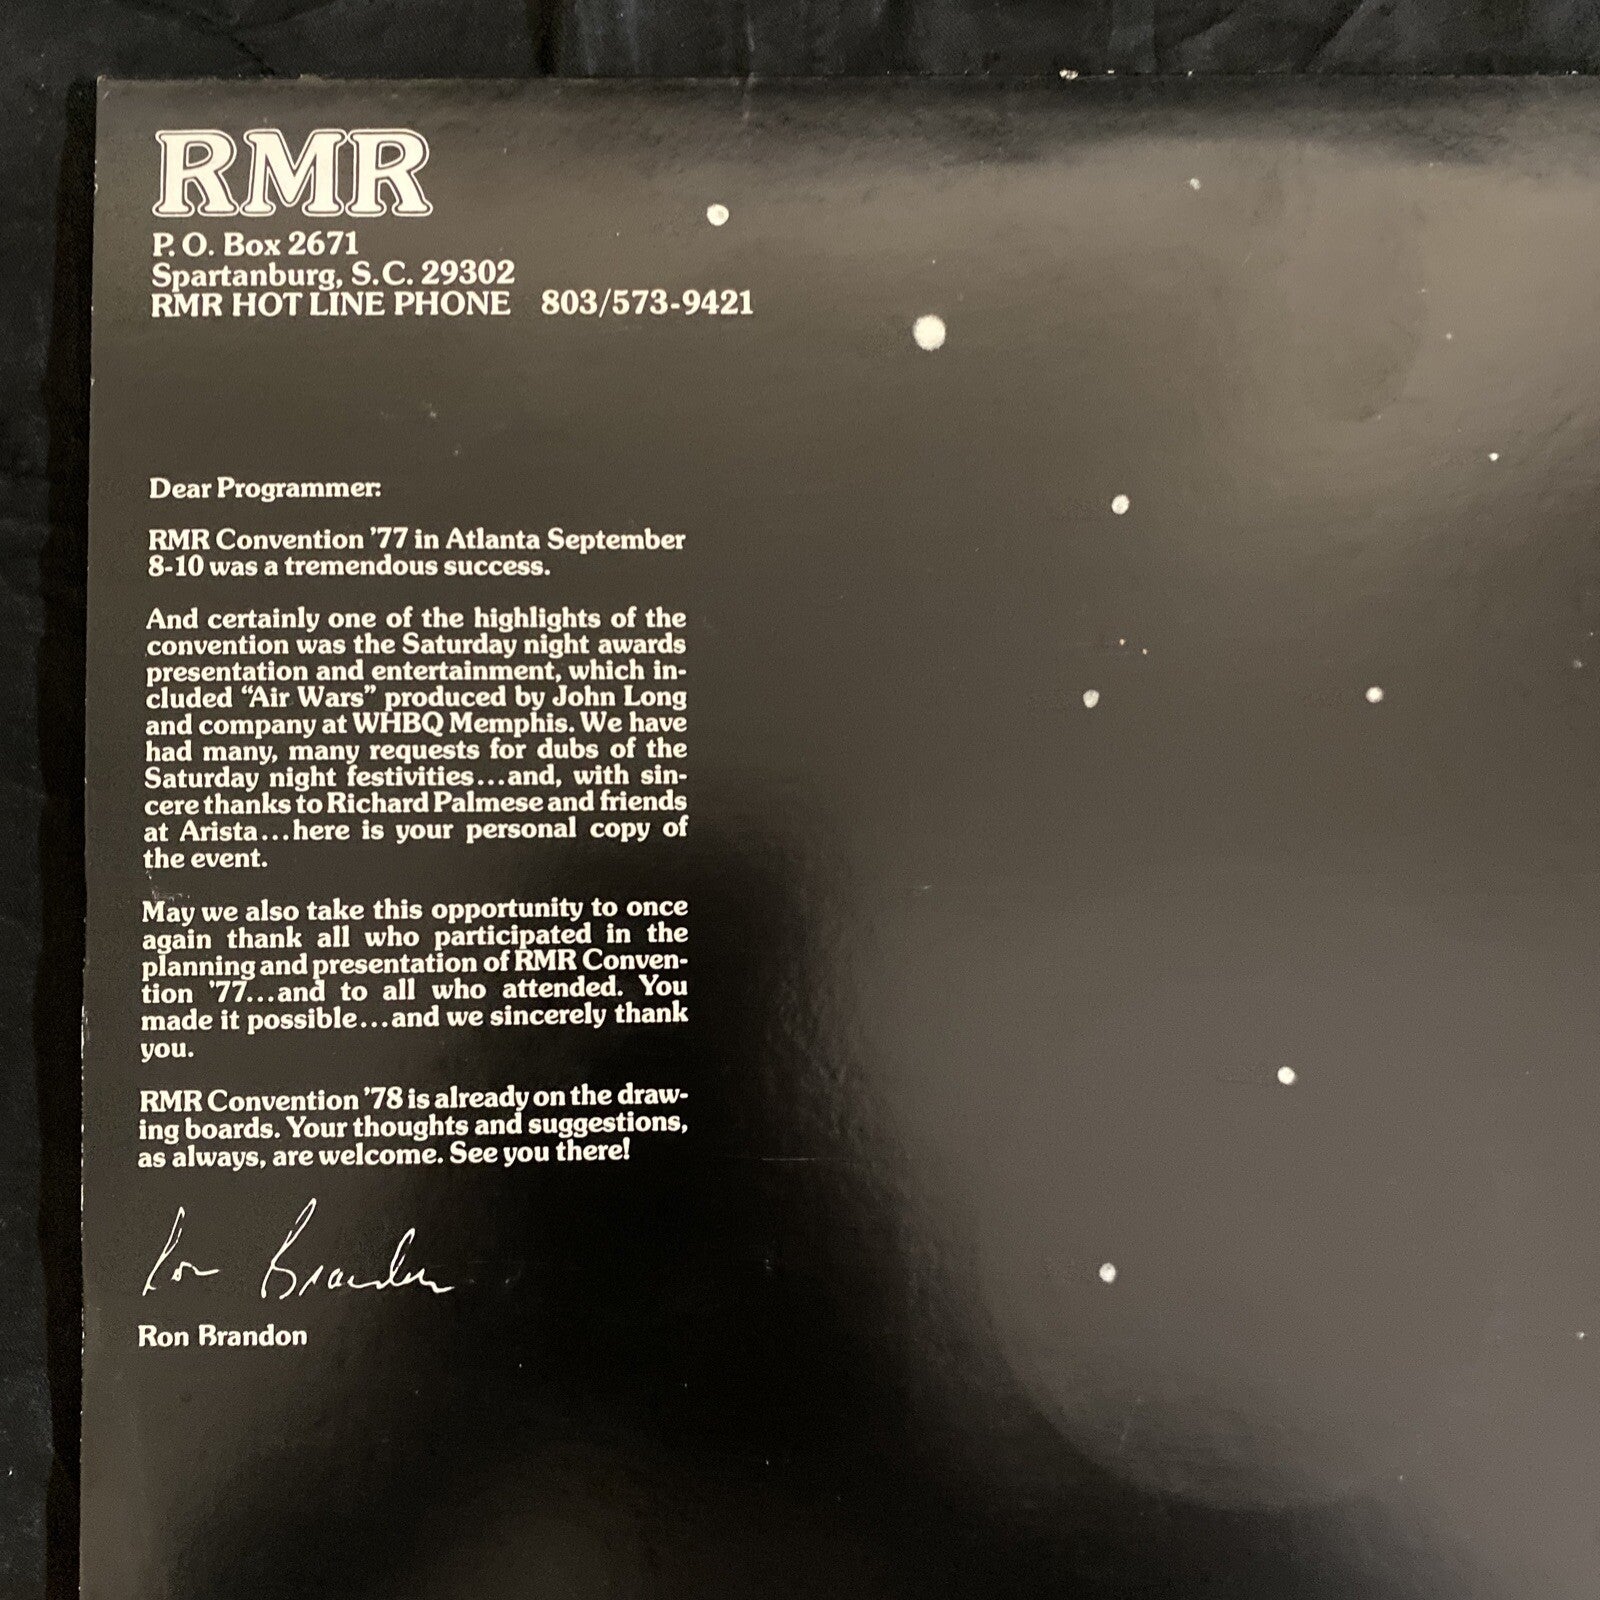 RMR
P. O. Box 2671
Spartanburg, S.C. 29302
RMR HOT LINE PHONE 803/573-9421
Dear Programmer:
RMR Convention '77 in Atlanta September
8-10 was a tremendous success.
And certainly one of the highlights of the
convention was the Saturday night awards
presentation and entertainment, which in-
cluded “Air Wars” produced by John Long
and company at WHBQ Memphis. We have
had many, many requests for dubs of the
Saturday night festivities...and, with sin-
cere thanks to Richard Palmese and friends
at Arista...here is your personal copy of
the event.
May we also take this opportunity to once
again thank all who participated in the
planning and presentation of RMR Conven-
tion '77...and to all who attended. You
made it possible...and we sincerely thank
you.
RMR Convention '78 is already on the draw-
ing boards. Your thoughts and suggestions,
as always, are welcome. See you there!
Ron Brandon
Ron Brandon